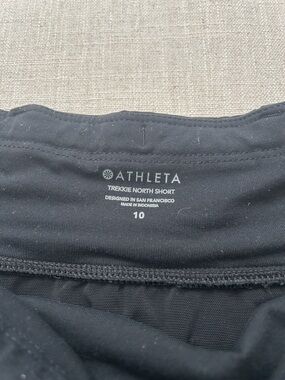 ATHLETA
TREKKIE NORTH SHORT
DESIGNED IN SAN FRANCISCO
MADE IN INDONESIA
10